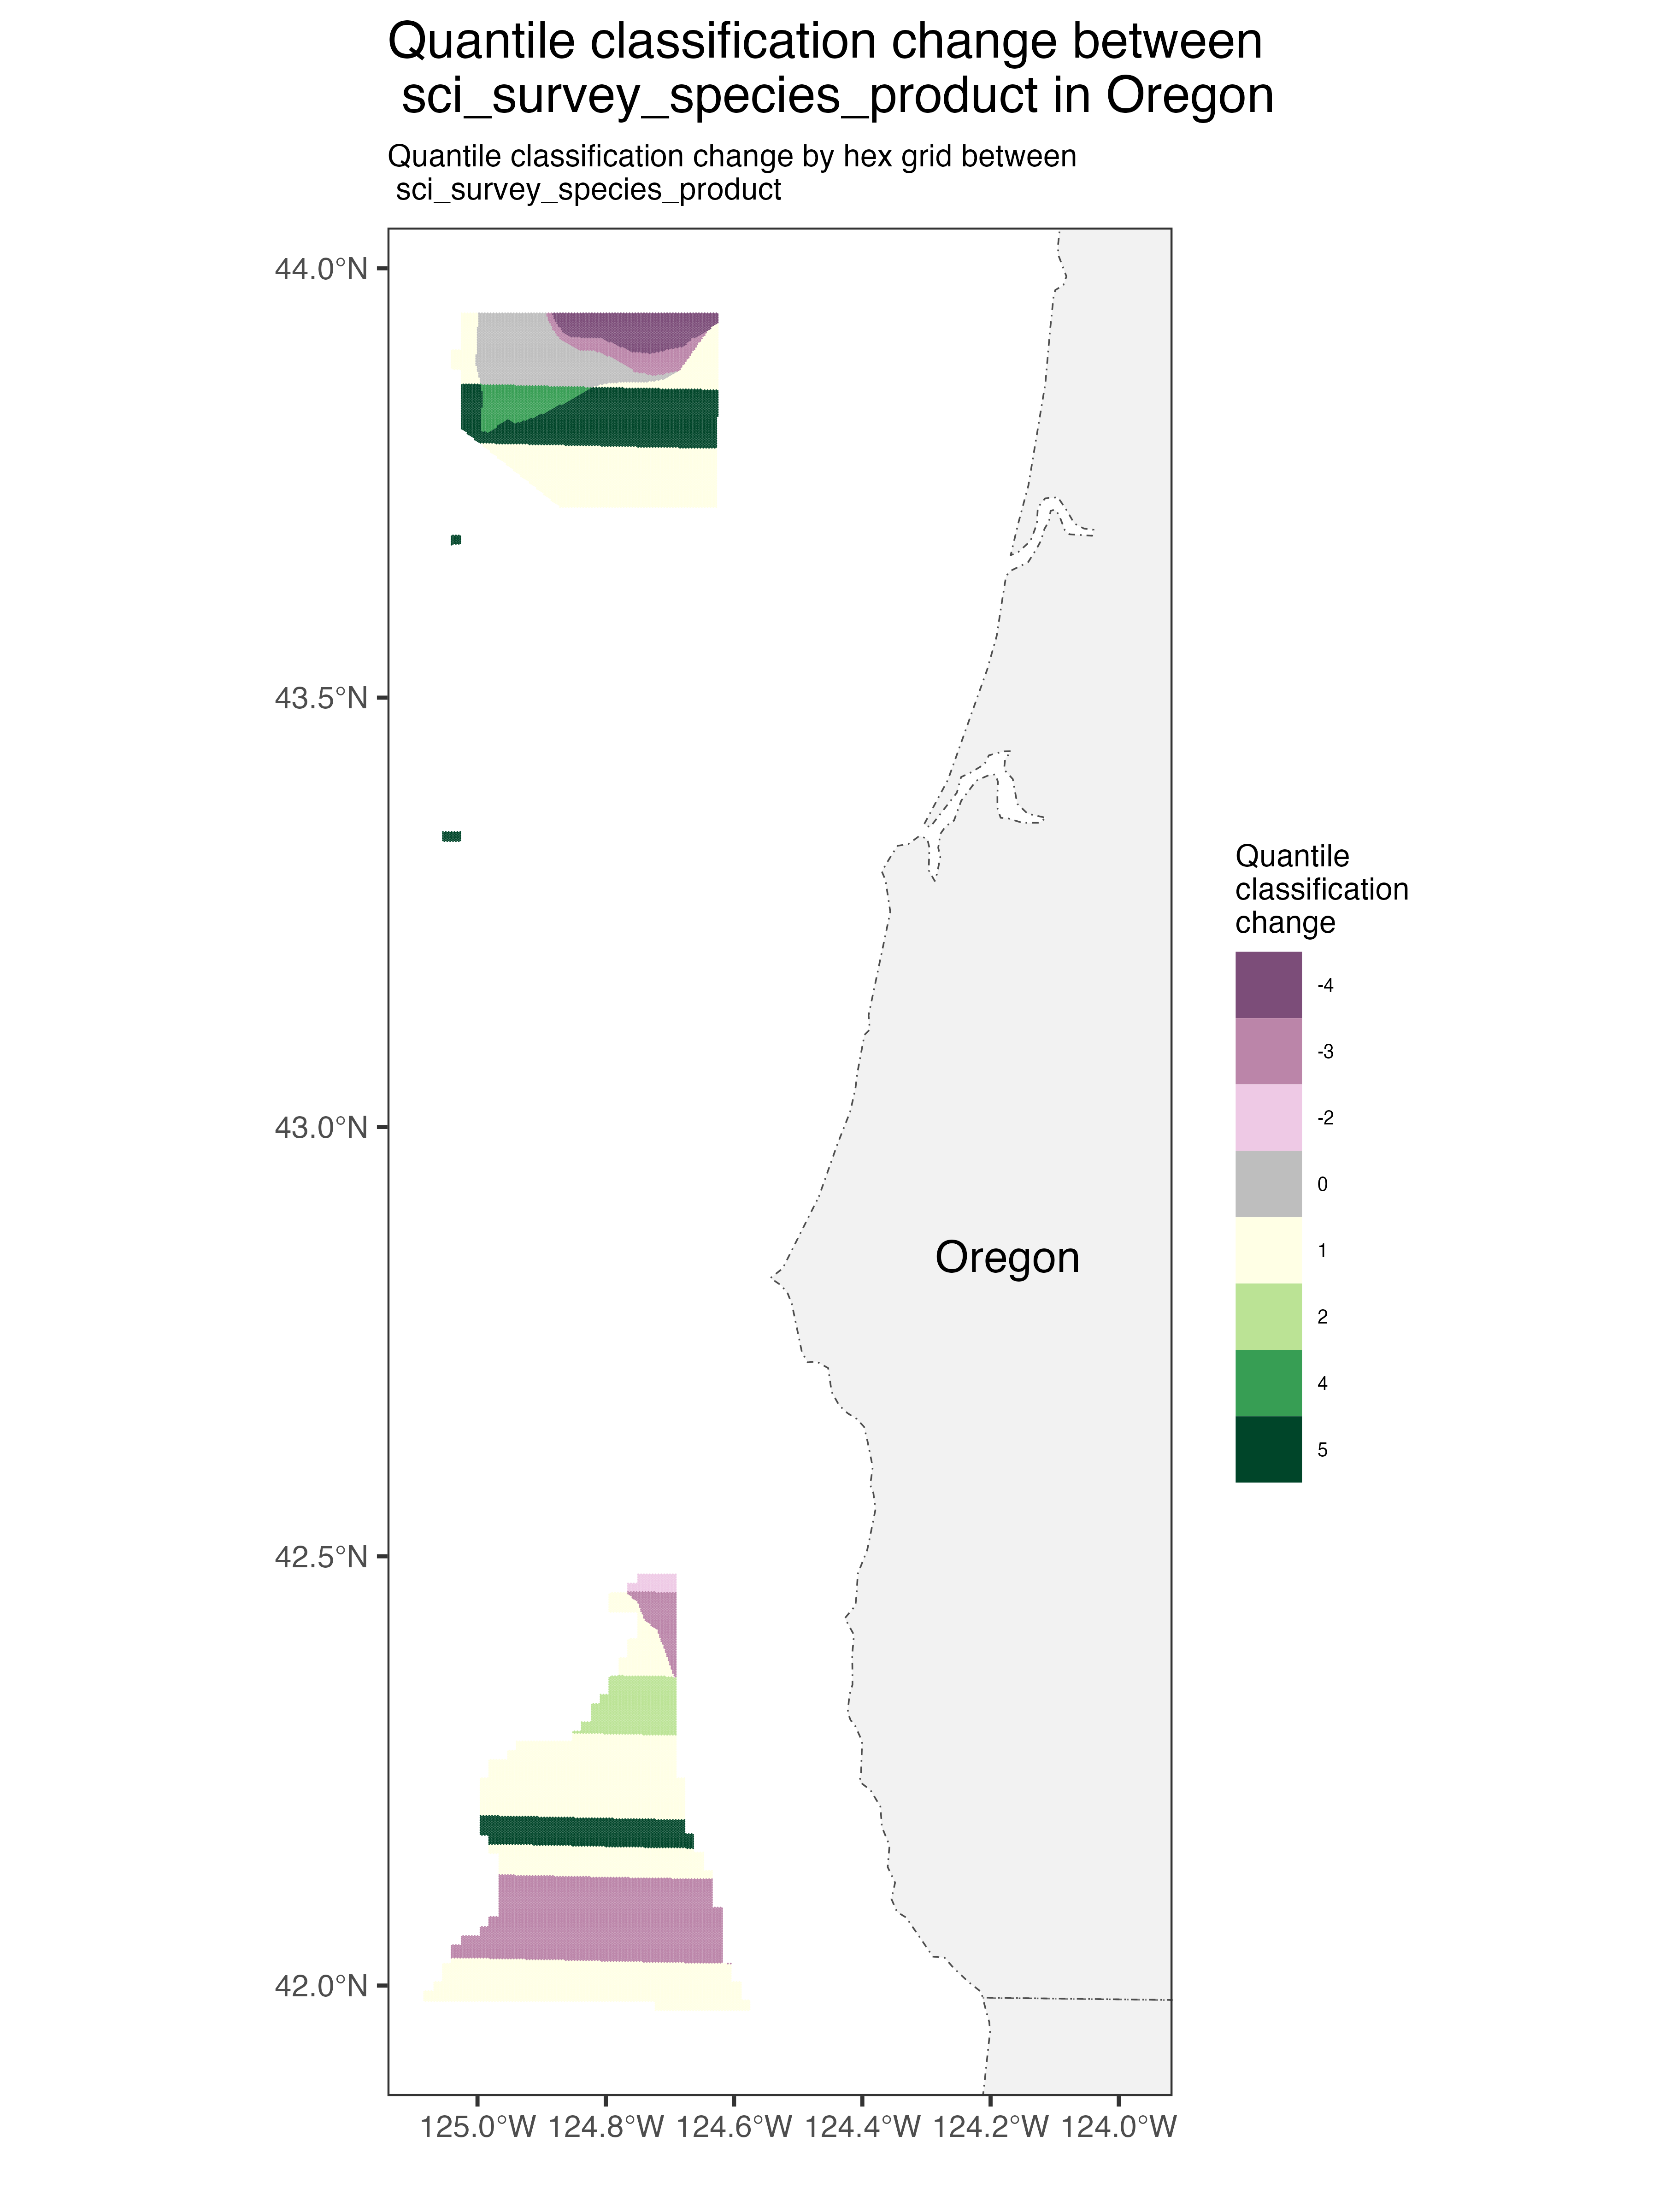 Quantile classification change between
sci_survey_species_product in Oregon
Quantile classification change by hex grid between
sci_survey_species_product
44.0°N
43.5°N
43.0°N
42.5°N
42.0°N
Oregon
125.0°W 124.8°W 124.6°W 124.4°W 124.2°W 124.0°W
Quantile
classification
change
-4
-3
-2
0
1
2
4
5